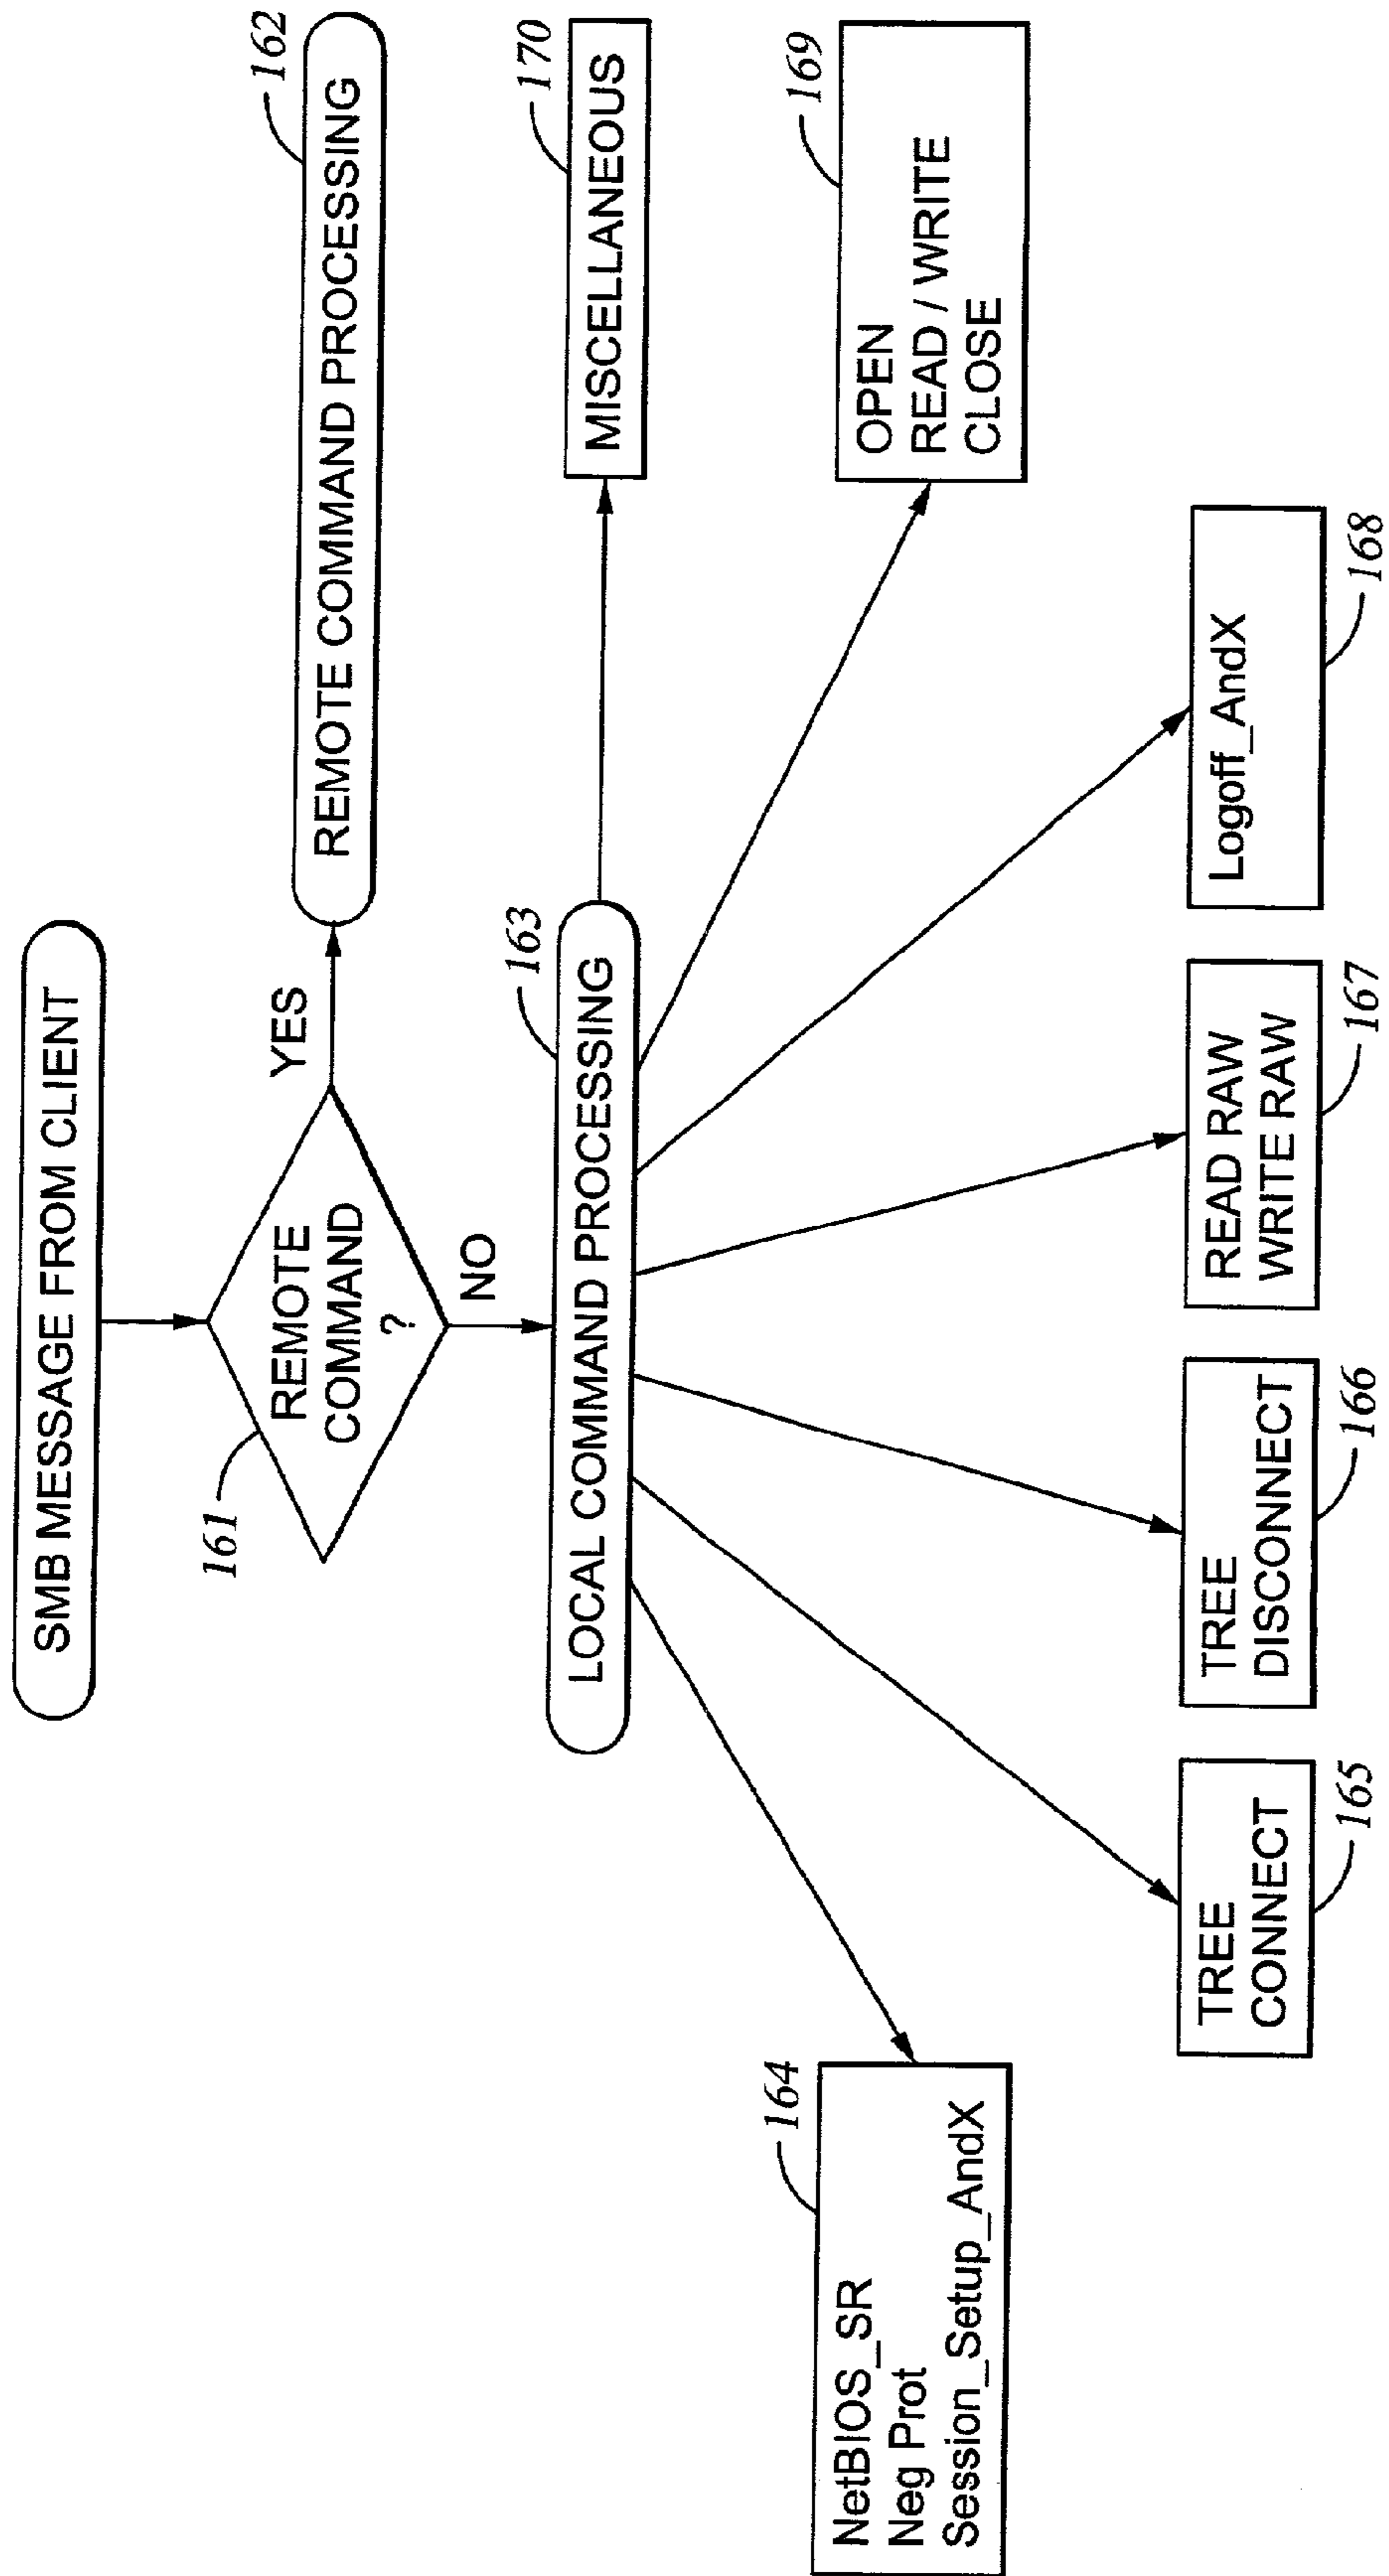 SMB MESSAGE FROM CLIENT
161
REMOTE
COMMAND
?
YES
162
REMOTE COMMAND PROCESSING
NO
163
LOCAL COMMAND PROCESSING
170
MISCELLANEOUS
164
NetBIOS_SR
Neg Prot
Session_Setup_AndX
169
OPEN
READ / WRITE
CLOSE
TREE
CONNECT
165
TREE
DISCONNECT
166
READ RAW
WRITE RAW
167
Logoff_AndX
168